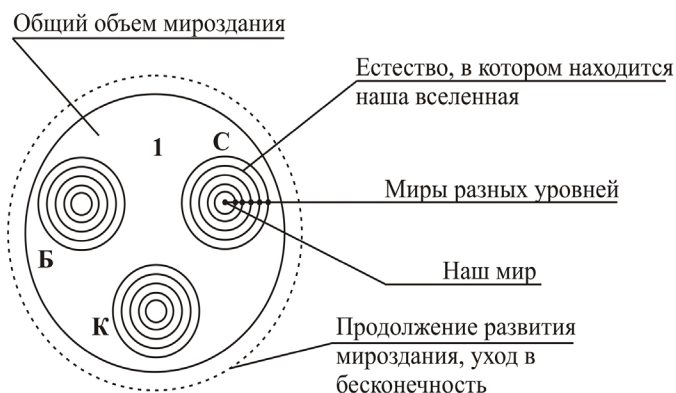 Общий объем мироздания
Естество, в котором находится
наша вселенная
1
С
Миры разных уровней
Б
Наш мир
К
Продолжение развития
мироздания, уход в
бесконечность